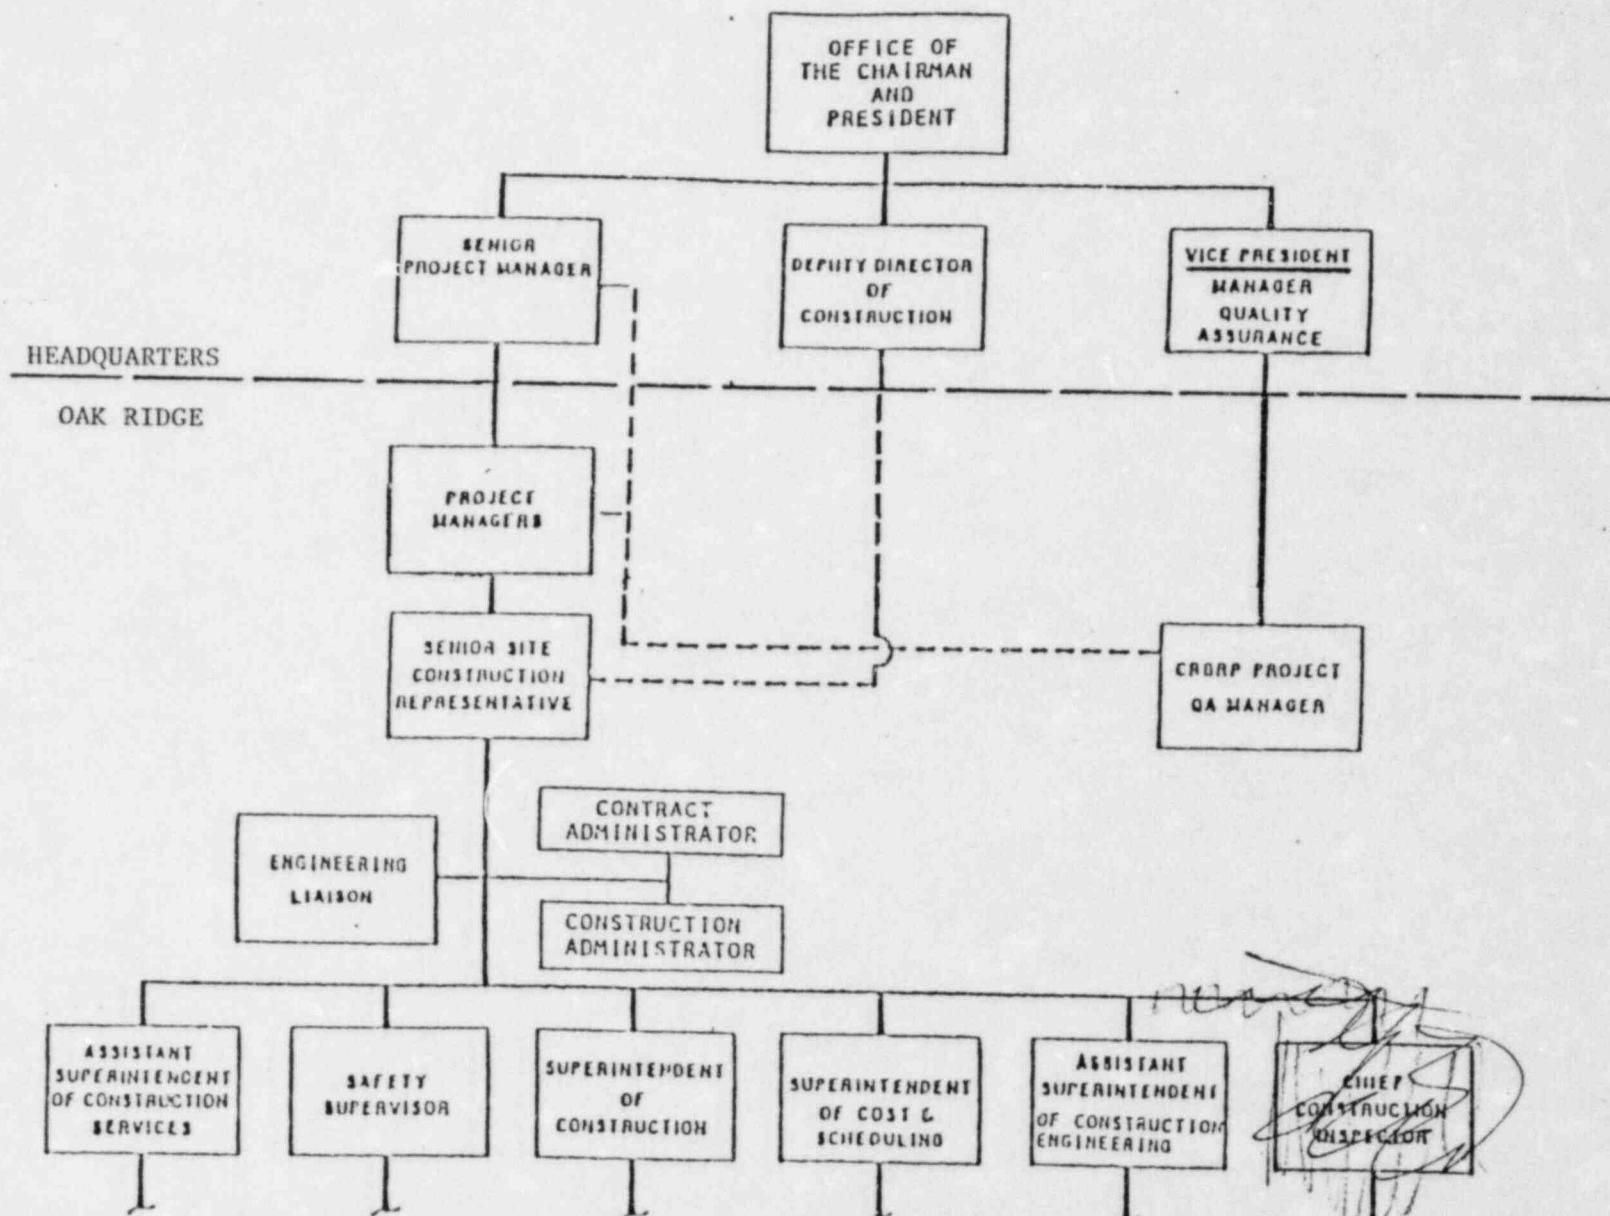 OFFICE OF
THE CHAIRMAN
AND
PRESIDENT
SENIOR
PROJECT MANAGER
DEPUTY DIRECTOR
OF
CONSTRUCTION
VICE PRESIDENT
MANAGER
QUALITY
ASSURANCE
HEADQUARTERS
OAK RIDGE
PROJECT
MANAGERS
SENIOR SITE
CONSTRUCTION
REPRESENTATIVE
CRBRP PROJECT
QA MANAGER
CONTRACT
ADMINISTRATOR
ENGINEERING
LIAISON
CONSTRUCTION
ADMINISTRATOR
ASSISTANT
SUPERINTENDENT
OF CONSTRUCTION
SERVICES
SAFETY
SUPERVISOR
SUPERINTENDENT
OF
CONSTRUCTION
SUPERINTENDENT
OF COST &
SCHEDULING
ASSISTANT
SUPERINTENDENT
OF CONSTRUCTION
ENGINEERING
CHIEF
CONSTRUCTION
INSPECTOR